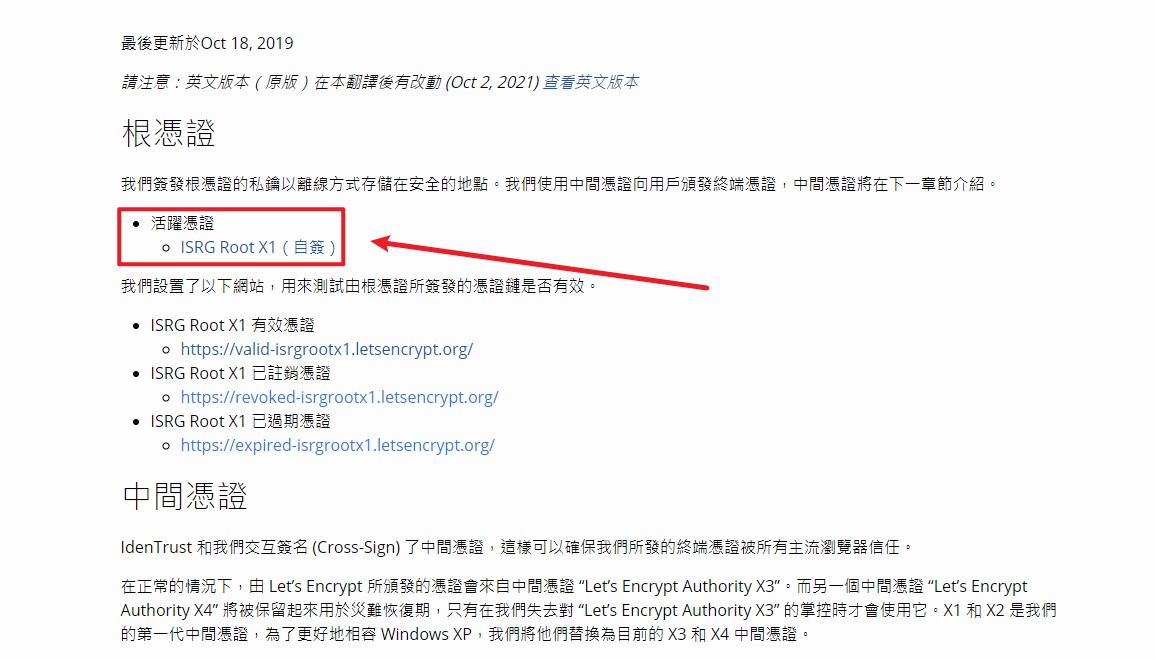 最後更新於Oct 18, 2019
請注意：英文版本（原版）在本翻譯後有改動 (Oct 2, 2021) 查看英文版本
根憑證
我們簽發根憑證的私鑰以離線方式存儲在安全的地點。我們使用中間憑證向用戶頒發終端憑證，中間憑證將在下一章節介紹。
活躍憑證
ISRG Root X1（自簽）
我們設置了以下網站，用來測試由根憑證所簽發的憑證鏈是否有效。
ISRG Root X1 有效憑證
https://valid-isrgrootx1.letsencrypt.org/
ISRG Root X1 已註銷憑證
https://revoked-isrgrootx1.letsencrypt.org/
ISRG Root X1 已過期憑證
https://expired-isrgrootx1.letsencrypt.org/
中間憑證
IdenTrust 和我們交互簽名 (Cross-Sign) 了中間憑證，這樣可以確保我們所發的終端憑證被所有主流瀏覽器信任。
在正常的情況下，由 Let’s Encrypt 所頒發的憑證會來自中間憑證 “Let’s Encrypt Authority X3”。而另一個中間憑證 “Let’s Encrypt
Authority X4” 將被保留起來用於災難恢復期，只有在我們失去對 “Let’s Encrypt Authority X3” 的掌控時才會使用它。X1 和 X2 是我們
的第一代中間憑證，為了更好地相容 Windows XP，我們將他們替換為目前的 X3 和 X4 中間憑證。